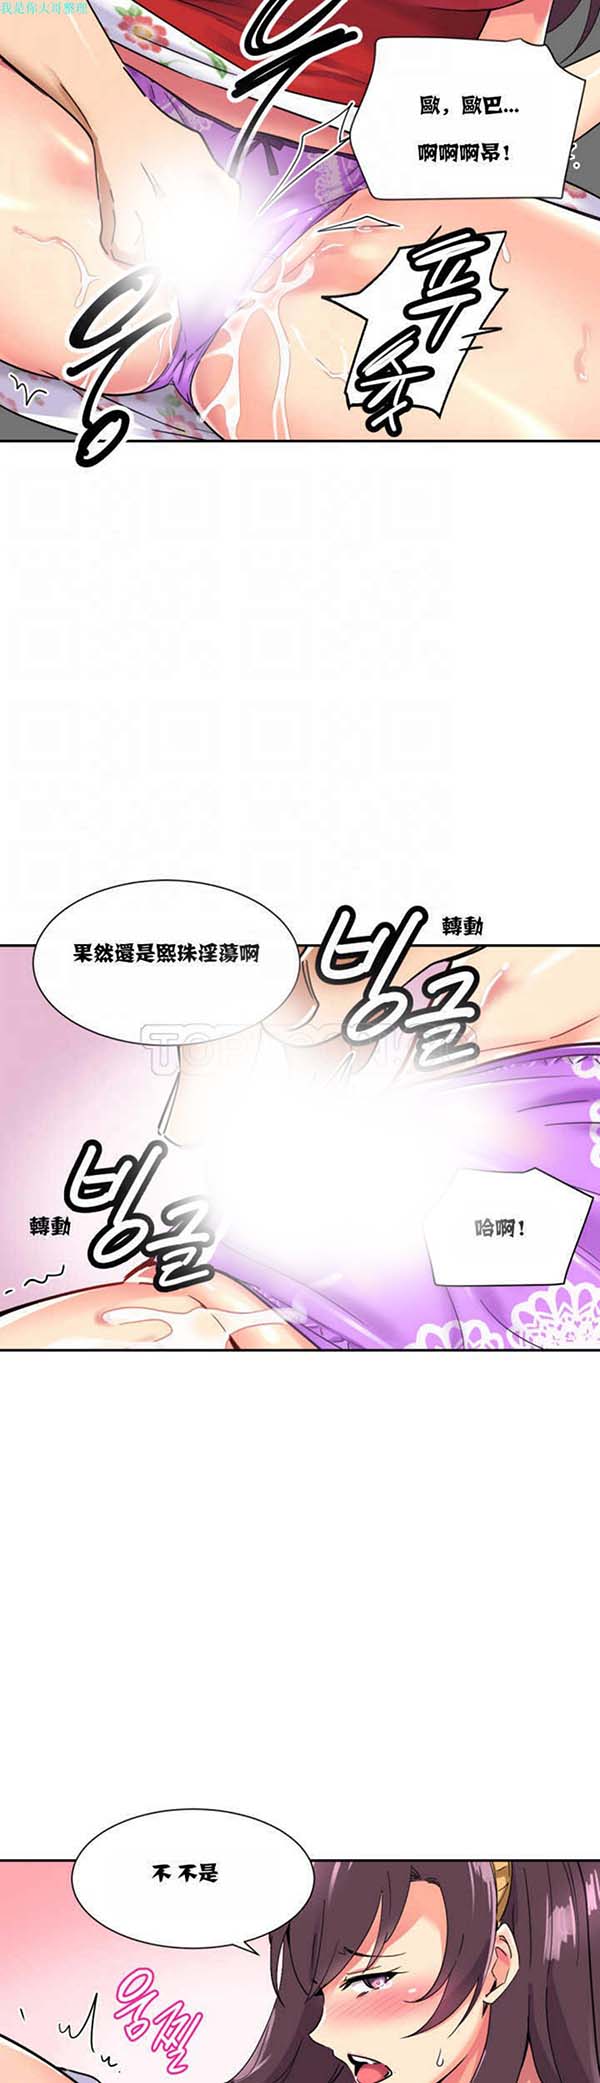 我是你大哥整理
歐，歐巴...
啊啊啊昂！
푸
슛
웅
果然還是熙珠淫蕩啊
轉動
빙글
轉動
빙글
哈啊！
不 不是
움찔